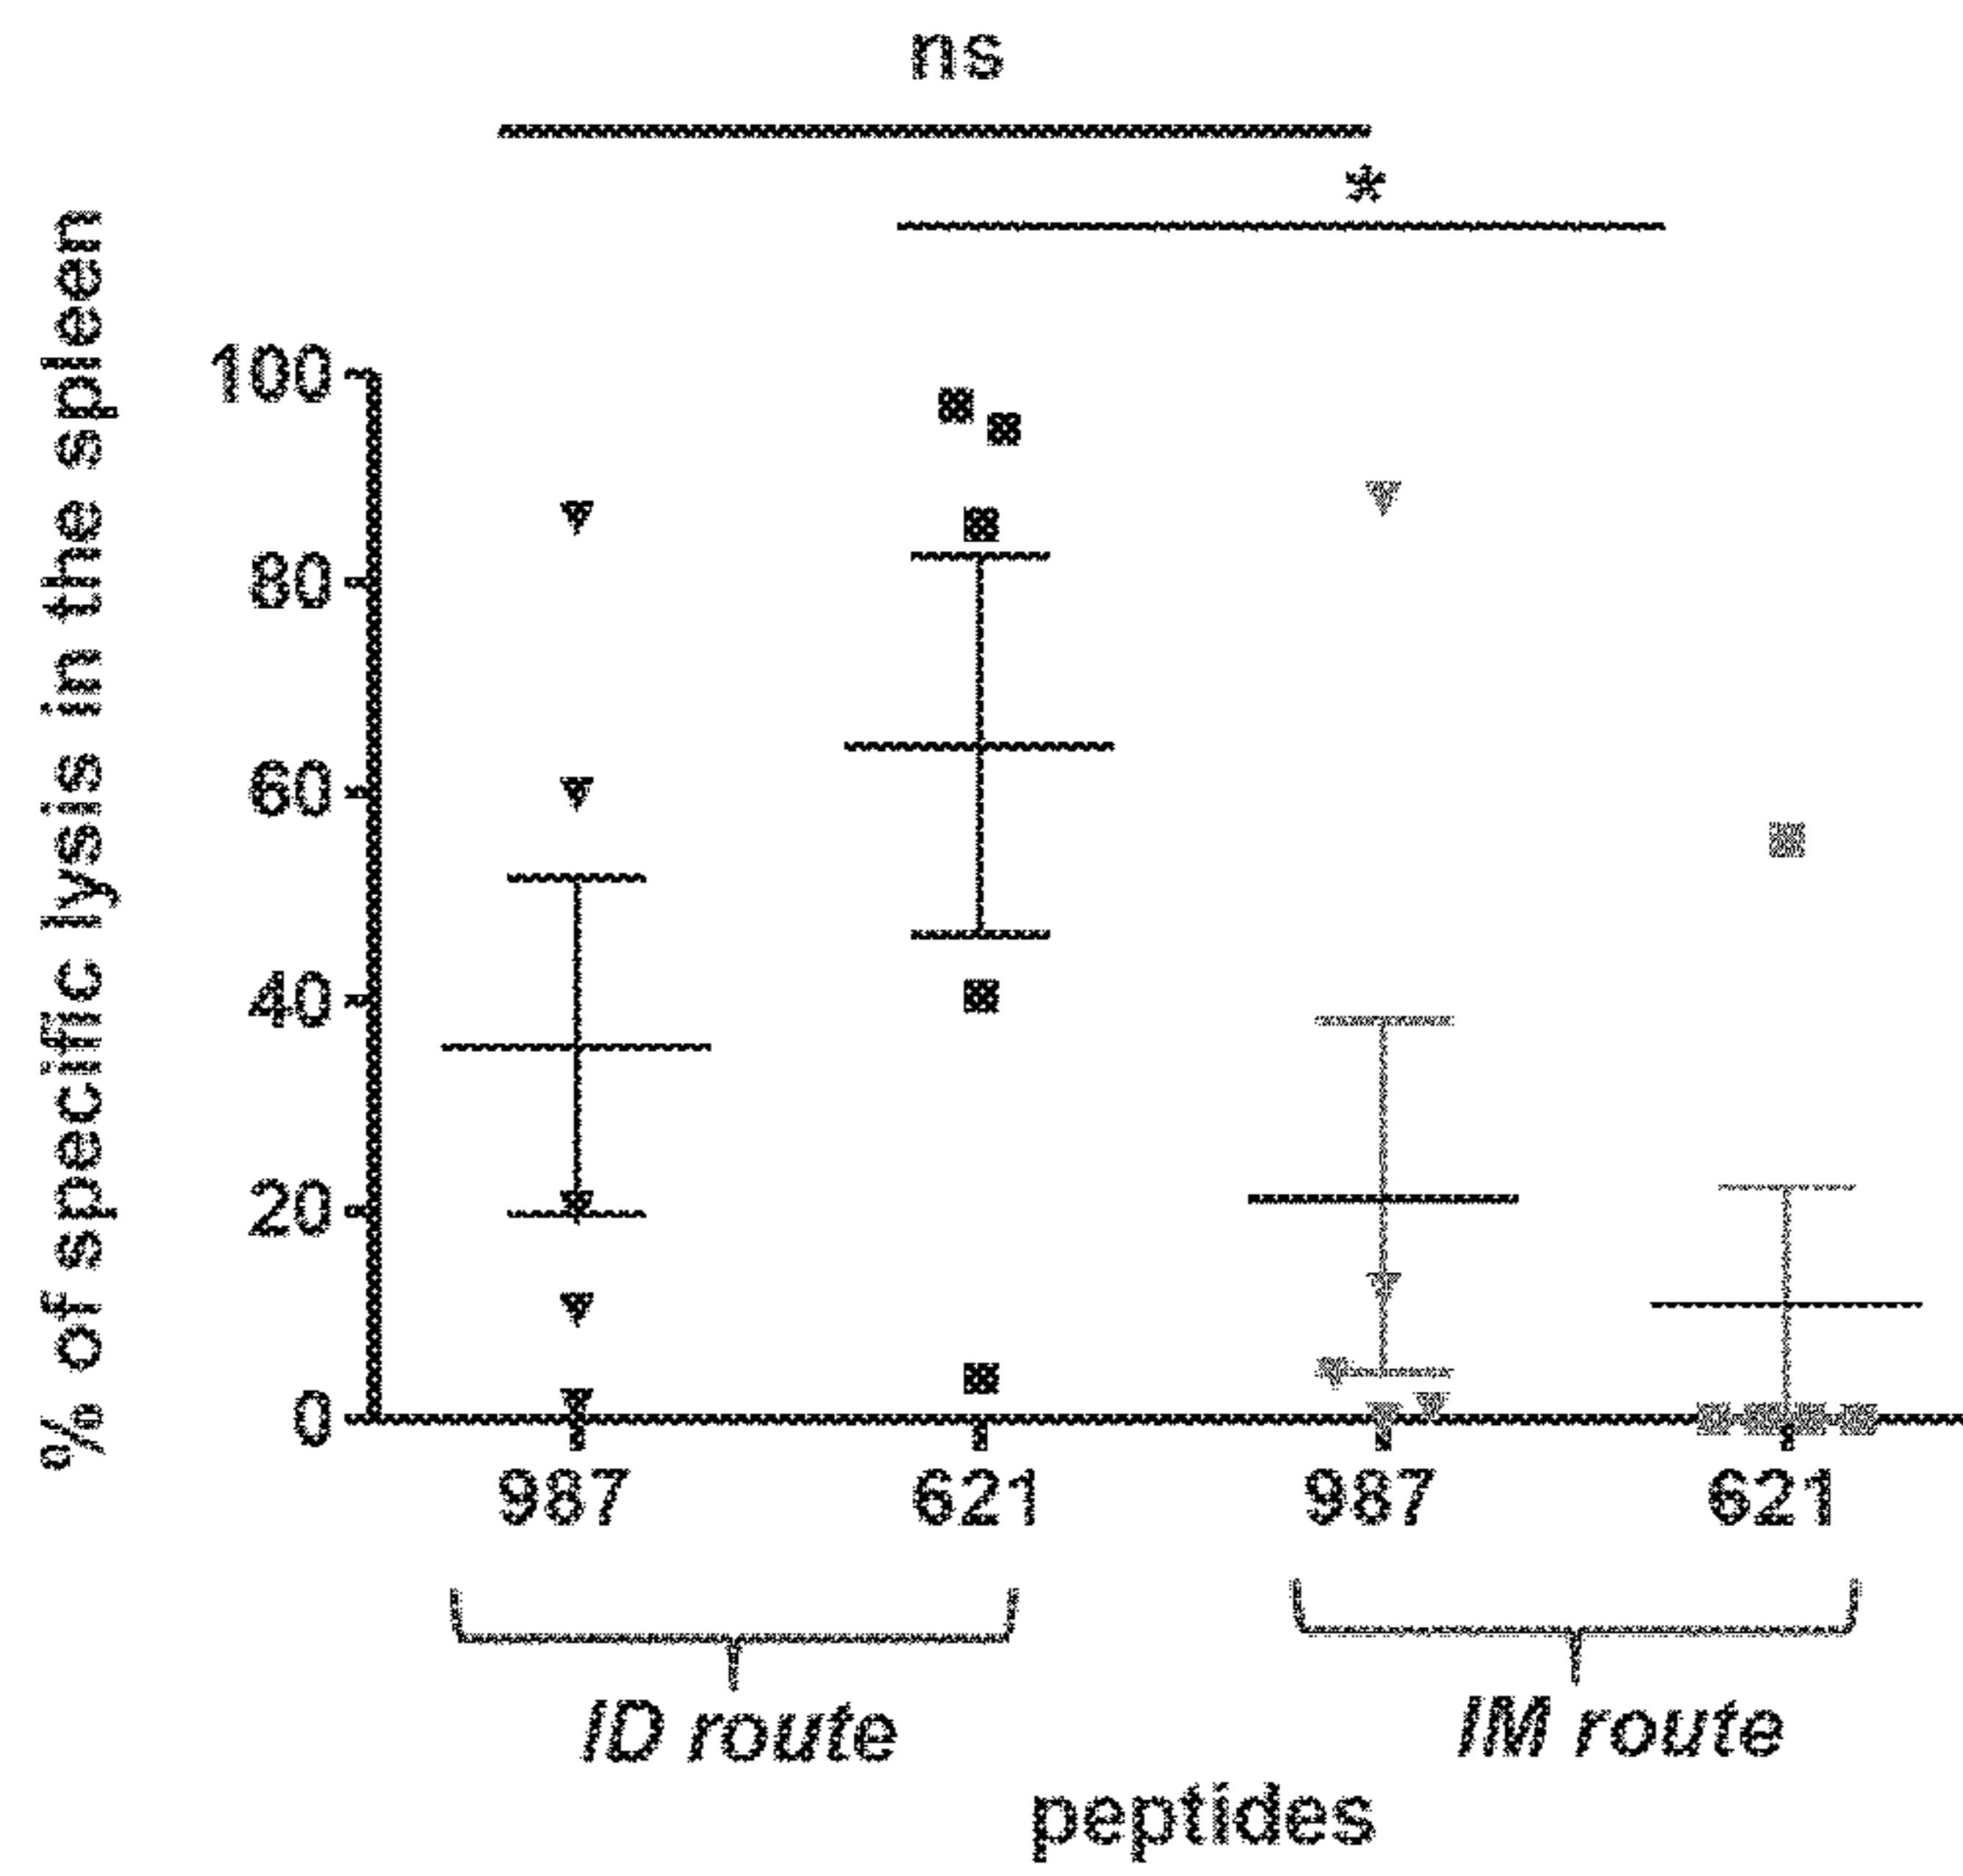 ns
*
% of specific lysis in the spleen
100
80
60
40
20
0
987 621 987 621
ID route IM route
peptides